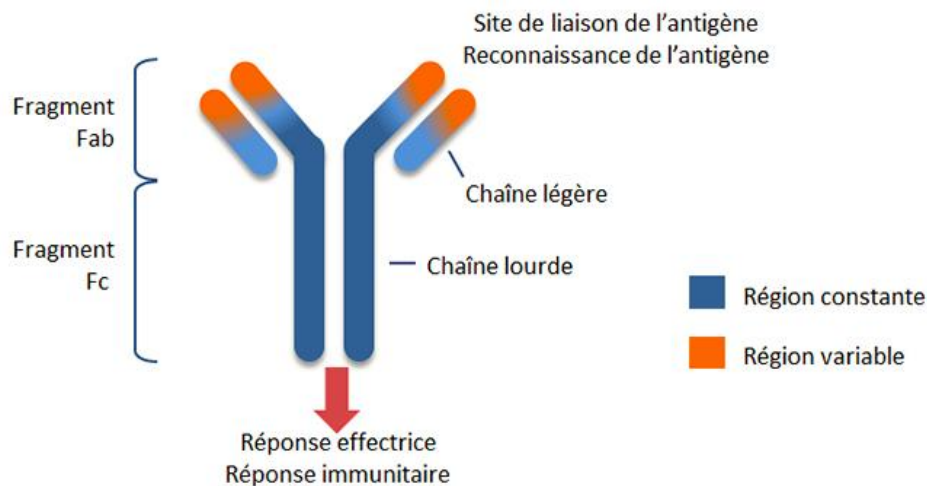 Site de liaison de l’antigène
Reconnaissance de l’antigène
Fragment
Fab
Chaîne légère
Fragment
Fc
Chaîne lourde
Région constante
Région variable
Réponse effectrice
Réponse immunitaire